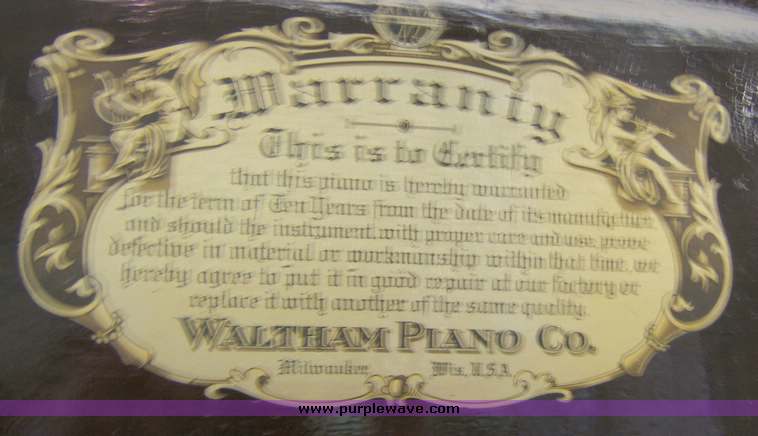 Warranty
This is to Certify
that this piano is hereby warranted
for the term of Ten Years from the date of its manufacture
and should the instrument, with proper care and use, prove
defective in material or workmanship within that time, we
hereby agree to put it in good repair at our factory or
replace it with another of the same quality.
WALTHAM PIANO CO.
Milwaukee, Wis., U.S.A.
www.purplewave.com